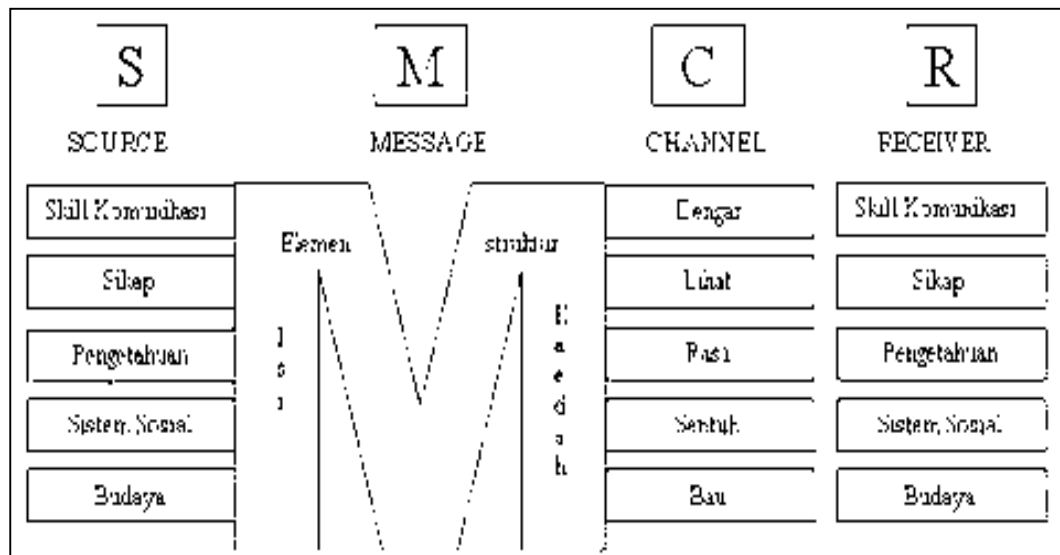 S
M
C
R
SOURCE
MESSAGE
CHANNEL
RECEIVER
Skill Komunikasi
Sikap
Pengetahuan
Sistem Sosial
Budaya
Elemen
struktur
Isi
Kaedah
Dengar
Lihat
Rasa
Sentuh
Bau
Skill Komunikasi
Sikap
Pengetahuan
Sistem Sosial
Budaya